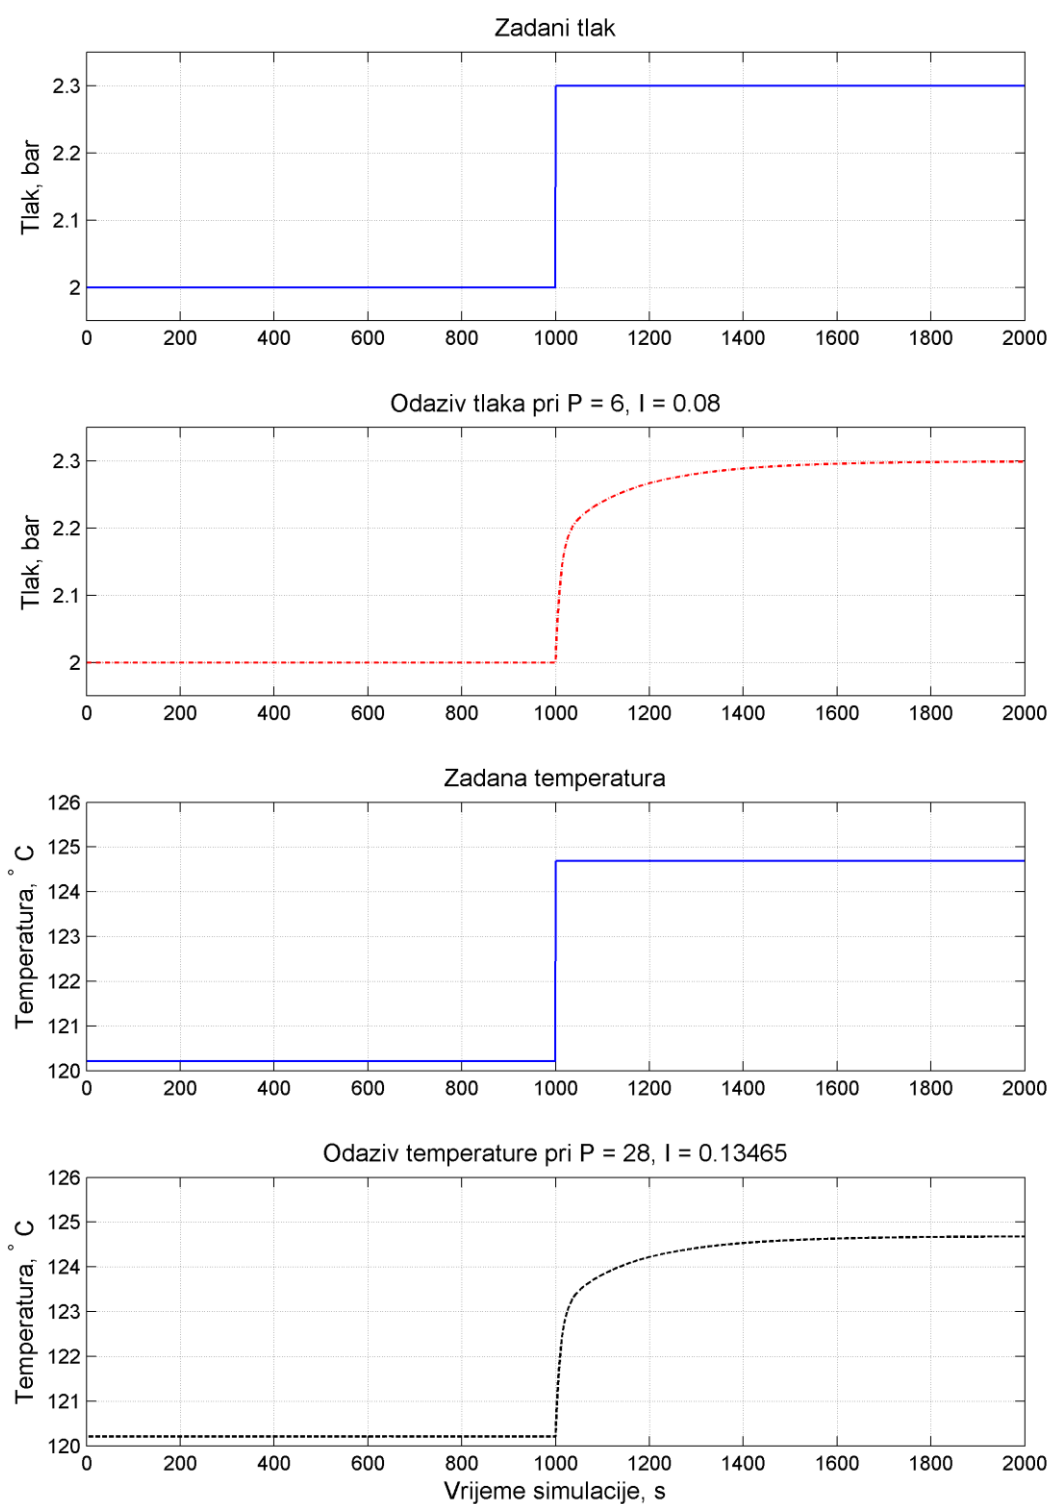 Zadani tlak
Tlak, bar
2.3
2.2
2.1
2
0 200 400 600 800 1000 1200 1400 1600 1800 2000
Odaziv tlaka pri P = 6, I = 0.08
Tlak, bar
2.3
2.2
2.1
2
0 200 400 600 800 1000 1200 1400 1600 1800 2000
Zadana temperatura
Temperatura, ° C
126
125
124
123
122
121
120
0 200 400 600 800 1000 1200 1400 1600 1800 2000
Odaziv temperature pri P = 28, I = 0.13465
Temperatura, ° C
126
125
124
123
122
121
120
0 200 400 600 800 1000 1200 1400 1600 1800 2000
Vrijeme simulacije, s